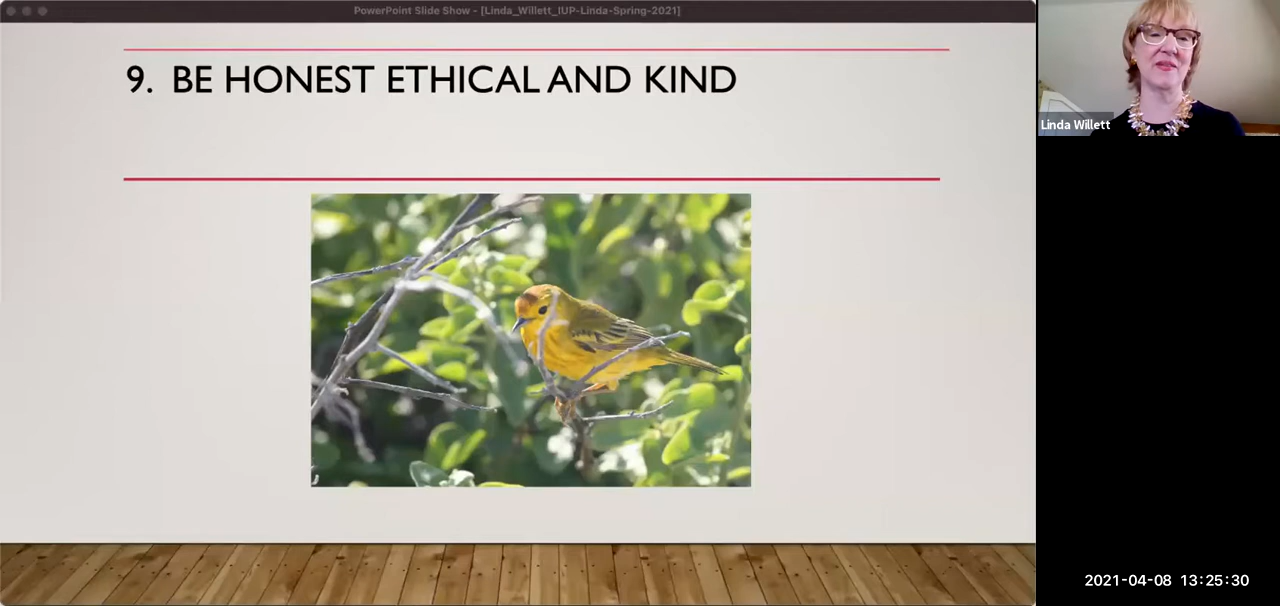 PowerPoint Slide Show - [Linda_Willett_IUP-Linda-Spring-2021]
9. BE HONEST ETHICAL AND KIND
Linda Willett
2021-04-08 13:25:30